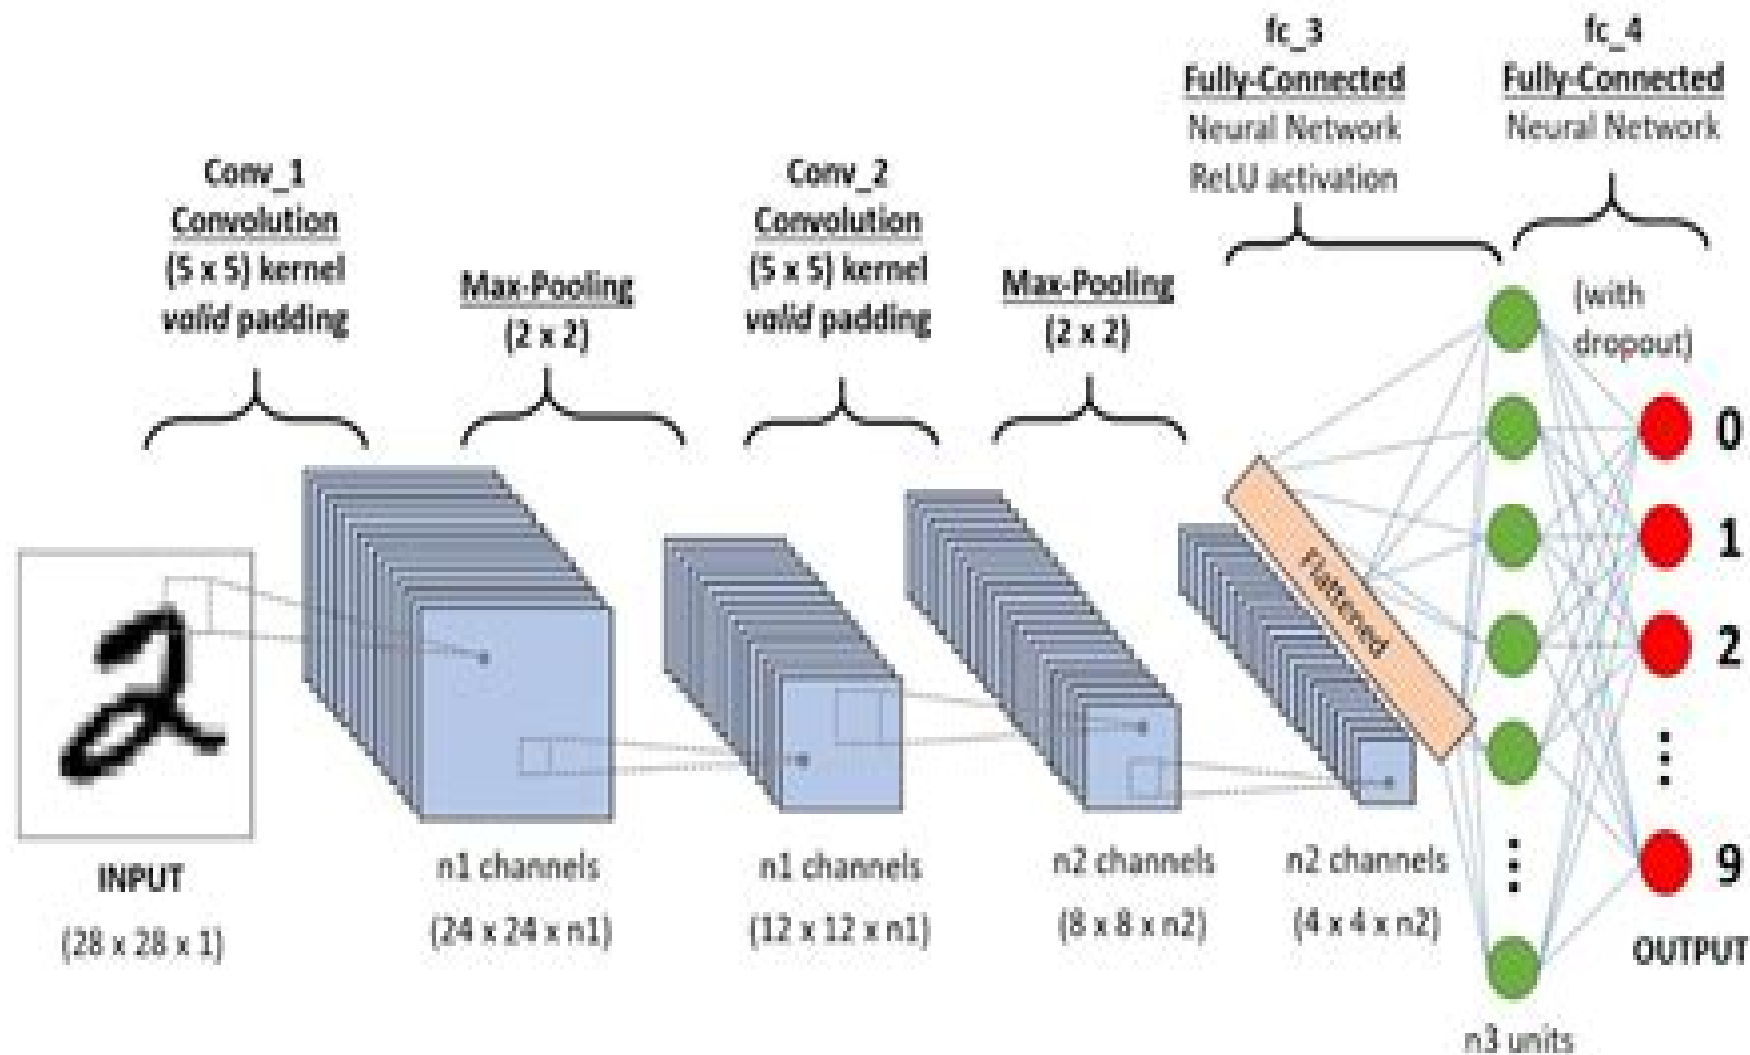 fc_3
Fully-Connected
Neural Network
ReLU activation
fc_4
Fully-Connected
Neural Network
Conv_1
Convolution
(5 x 5) kernel
valid padding
Max-Pooling
(2 x 2)
Conv_2
Convolution
(5 x 5) kernel
valid padding
Max-Pooling
(2 x 2)
(with
dropout)
Flattened
0
1
2
9
INPUT
(28 x 28 x 1)
n1 channels
(24 x 24 x n1)
n1 channels
(12 x 12 x n1)
n2 channels
(8 x 8 x n2)
n2 channels
(4 x 4 x n2)
OUTPUT
n3 units